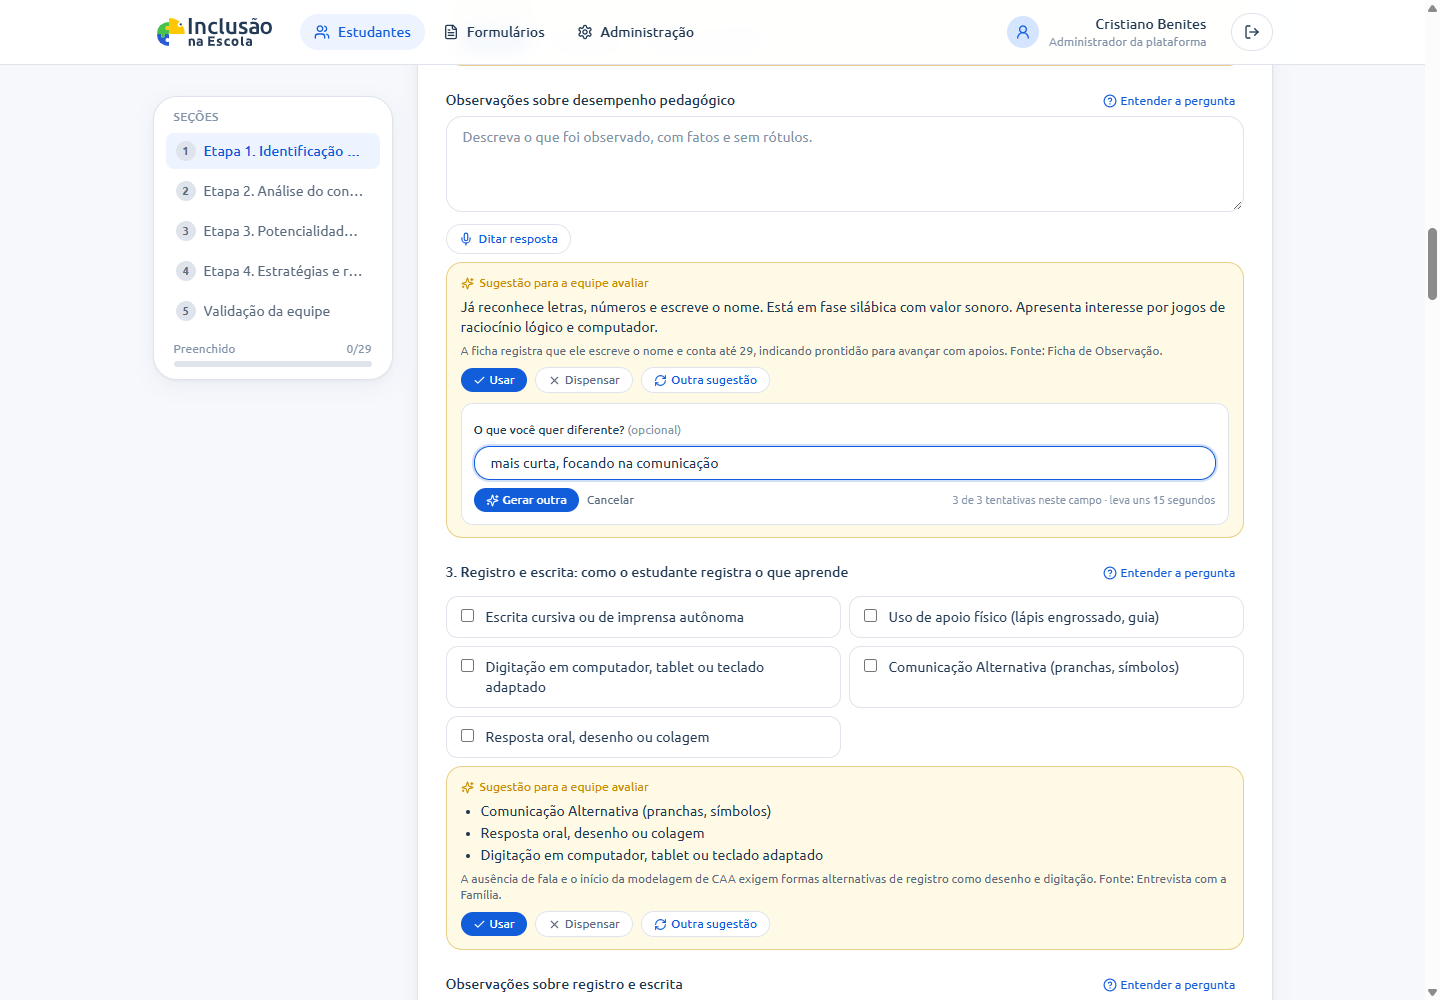 Inclusão
na Escola
Estudantes
Formulários
Administração
Cristiano Benites
Administrador da plataforma
SEÇÕES
1 Etapa 1. Identificação ...
2 Etapa 2. Análise do con...
3 Etapa 3. Potencialidad...
4 Etapa 4. Estratégias e r...
5 Validação da equipe
Preenchido 0/29
Observações sobre desempenho pedagógico
Entender a pergunta
Descreva o que foi observado, com fatos e sem rótulos.
Ditar resposta
Sugestão para a equipe avaliar
Já reconhece letras, números e escreve o nome. Está em fase silábica com valor sonoro. Apresenta interesse por jogos de
raciocínio lógico e computador.
A ficha registra que ele escreve o nome e conta até 29, indicando prontidão para avançar com apoios. Fonte: Ficha de Observação.
Usar
Dispensar
Outra sugestão
O que você quer diferente? (opcional)
mais curta, focando na comunicação
Gerar outra
Cancelar
3 de 3 tentativas neste campo · leva uns 15 segundos
3. Registro e escrita: como o estudante registra o que aprende
Entender a pergunta
Escrita cursiva ou de imprensa autônoma
Uso de apoio físico (lápis engrossado, guia)
Digitação em computador, tablet ou teclado
adaptado
Comunicação Alternativa (pranchas, símbolos)
Resposta oral, desenho ou colagem
Sugestão para a equipe avaliar
• Comunicação Alternativa (pranchas, símbolos)
• Resposta oral, desenho ou colagem
• Digitação em computador, tablet ou teclado adaptado
A ausência de fala e o início da modelagem de CAA exigem formas alternativas de registro como desenho e digitação. Fonte: Entrevista com a
Família.
Usar
Dispensar
Outra sugestão
Observações sobre registro e escrita
Entender a pergunta